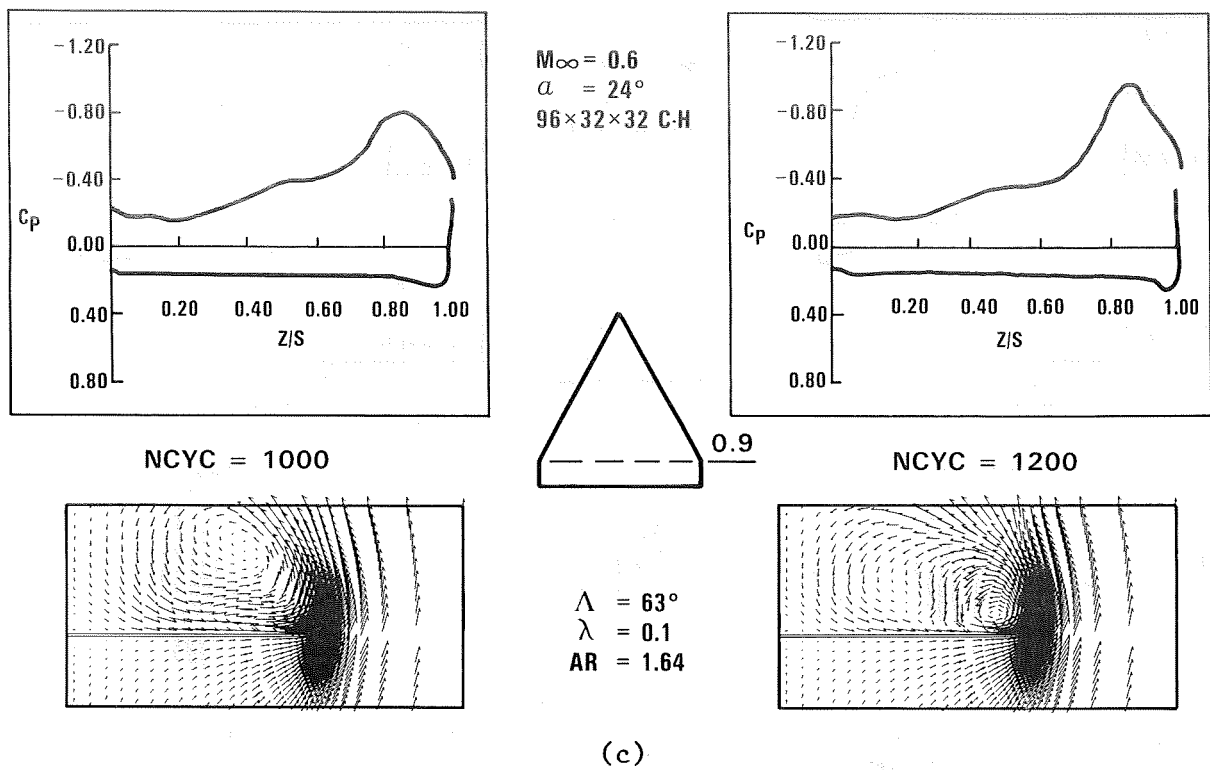 -1.20
-0.80
-0.40
C_P
0.00
0.40
0.80
0.20 0.40 0.60 0.80 1.00
Z/S
M∞ = 0.6
α = 24°
96×32×32 C-H
-1.20
-0.80
-0.40
C_P
0.00
0.40
0.80
0.20 0.40 0.60 0.80 1.00
Z/S
NCYC = 1000
0.9
NCYC = 1200
Λ = 63°
λ = 0.1
AR = 1.64
(c)